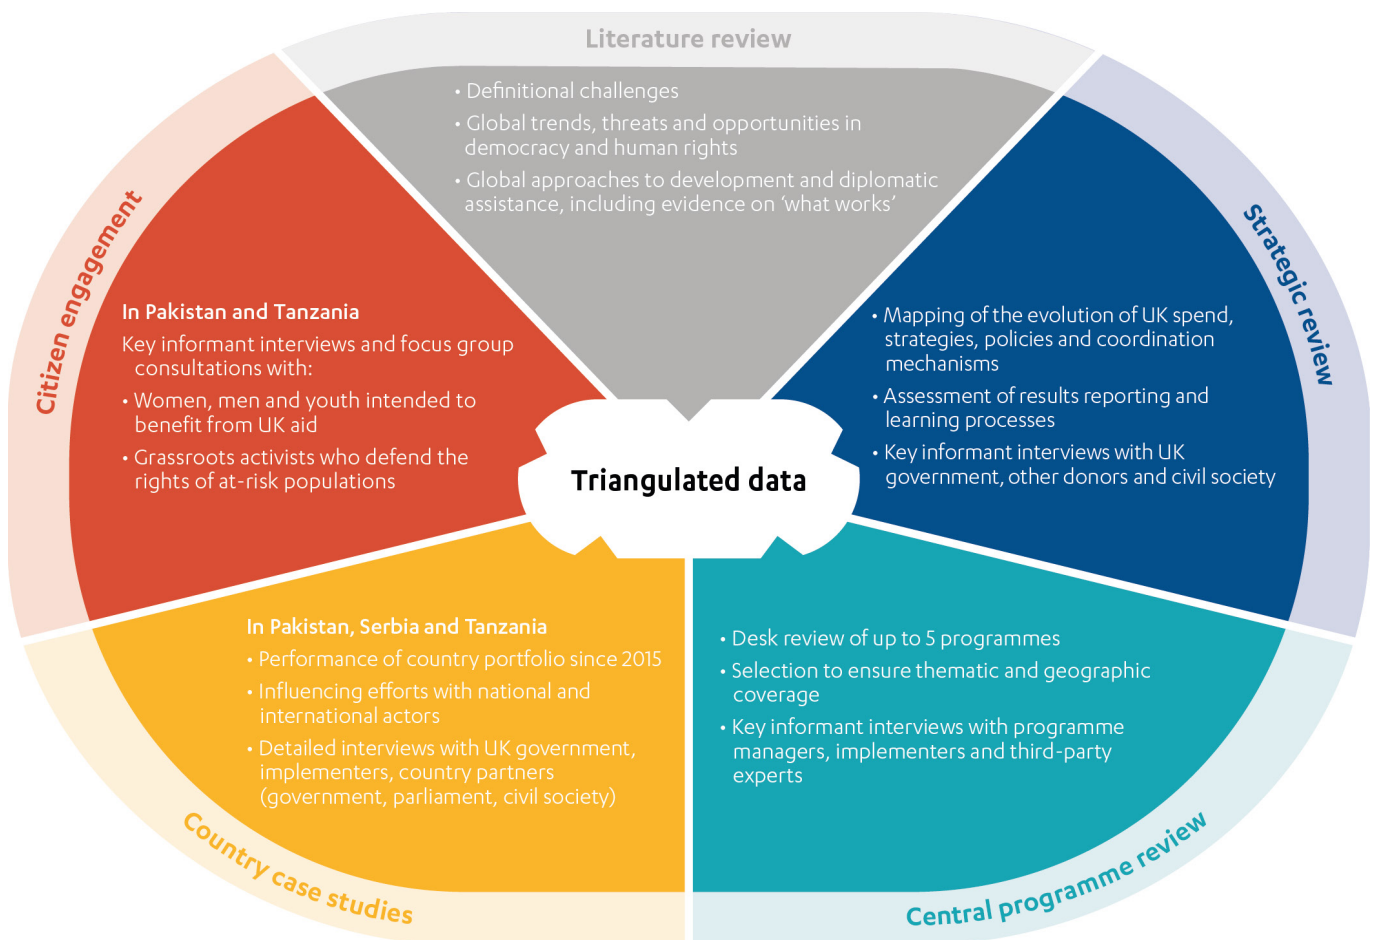 Literature review
• Definitional challenges
• Global trends, threats and opportunities in
democracy and human rights
• Global approaches to development and diplomatic
assistance, including evidence on ‘what works’
Strategic review
• Mapping of the evolution of UK spend,
strategies, policies and coordination
mechanisms
• Assessment of results reporting and
learning processes
• Key informant interviews with UK
government, other donors and civil society
Central programme review
• Desk review of up to 5 programmes
• Selection to ensure thematic and geographic
coverage
• Key informant interviews with programme
managers, implementers and third-party
experts
Country case studies
In Pakistan, Serbia and Tanzania
• Performance of country portfolio since 2015
• Influencing efforts with national and
international actors
• Detailed interviews with UK government,
implementers, country partners
(government, parliament, civil society)
Citizen engagement
In Pakistan and Tanzania
Key informant interviews and focus group
consultations with:
• Women, men and youth intended to
benefit from UK aid
• Grassroots activists who defend the
rights of at-risk populations
Triangulated data